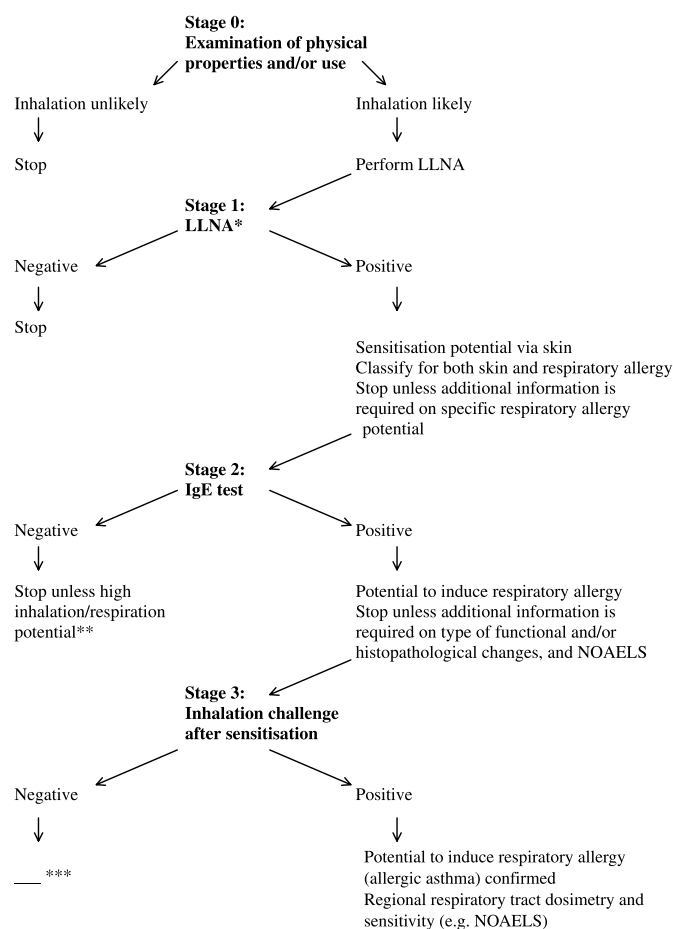 Stage 0:
Examination of physical
properties and/or use
Inhalation unlikely
Inhalation likely
Stop
Perform LLNA
Stage 1:
LLNA*
Negative
Positive
Stop
Sensitisation potential via skin
Classify for both skin and respiratory allergy
Stop unless additional information is
required on specific respiratory allergy
potential
Stage 2:
IgE test
Negative
Positive
Stop unless high
inhalation/respiration
potential**
Potential to induce respiratory allergy
Stop unless additional information is
required on type of functional and/or
histopathological changes, and NOAELS
Stage 3:
Inhalation challenge
after sensitisation
Negative
Positive
___ ***
Potential to induce respiratory allergy
(allergic asthma) confirmed
Regional respiratory tract dosimetry and
sensitivity (e.g. NOAELS)